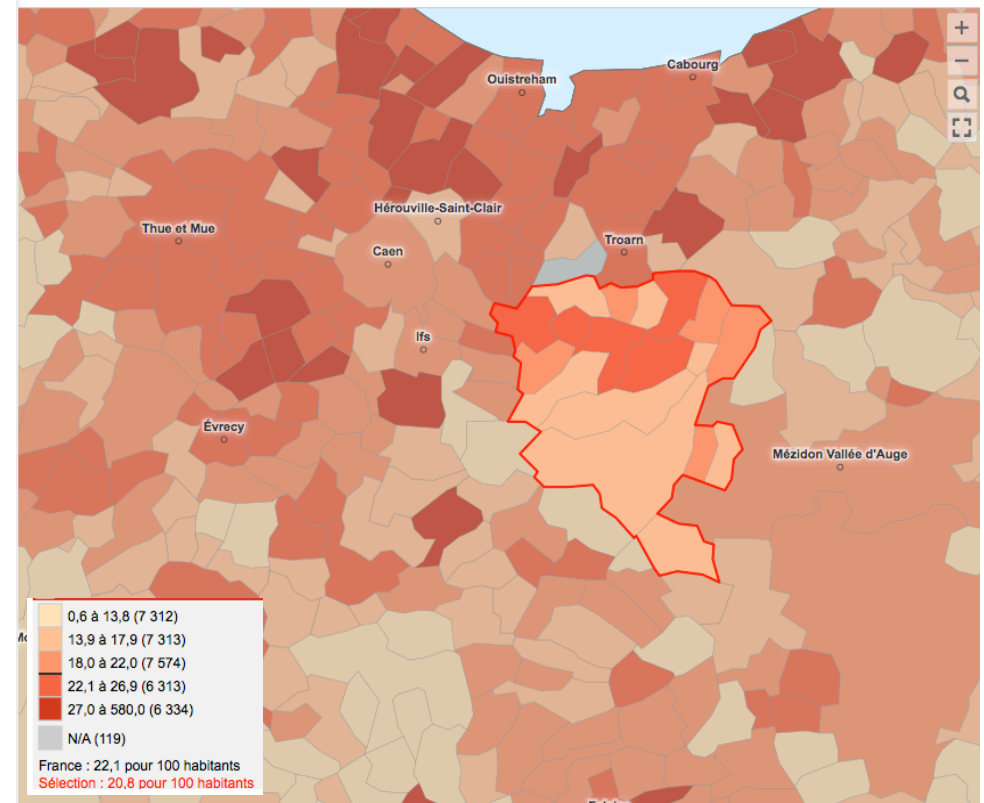 +
Cabourg
−
Ouistreham
Hérouville-Saint-Clair
Thue et Mue
Troarn
Caen
Ifs
Évrecy
Mézidon Vallée d'Auge
0,6 à 13,8 (7 312)
13,9 à 17,9 (7 313)
18,0 à 22,0 (7 574)
22,1 à 26,9 (6 313)
27,0 à 580,0 (6 334)
N/A (119)
France : 22,1 pour 100 habitants
Sélection : 20,8 pour 100 habitants